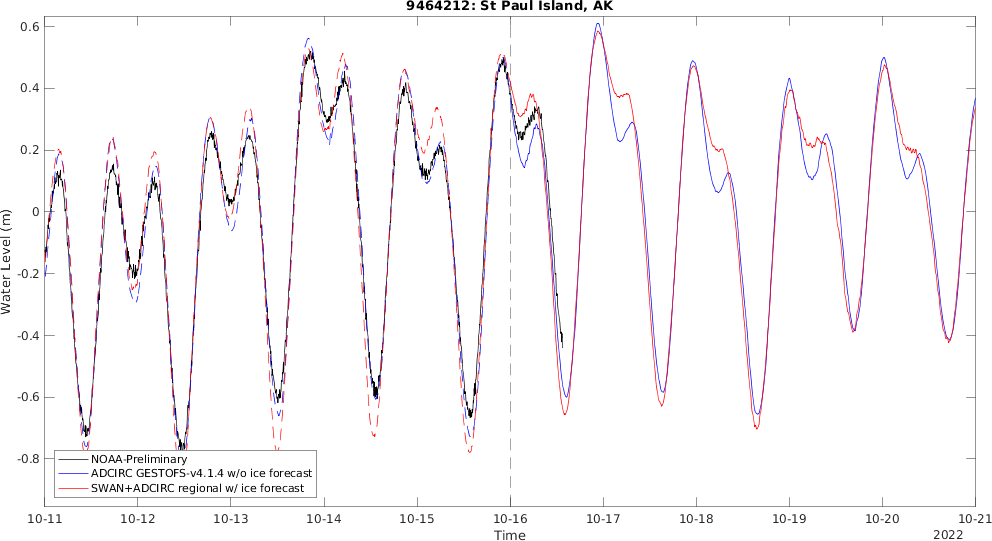 9464212: St Paul Island, AK
Water Level (m)
0.6
0.4
0.2
0
-0.2
-0.4
-0.6
-0.8
NOAA-Preliminary
ADCIRC GESTOFS-v4.1.4 w/o ice forecast
SWAN+ADCIRC regional w/ ice forecast
10-11 10-12 10-13 10-14 10-15 10-16 10-17 10-18 10-19 10-20 10-21
Time
2022